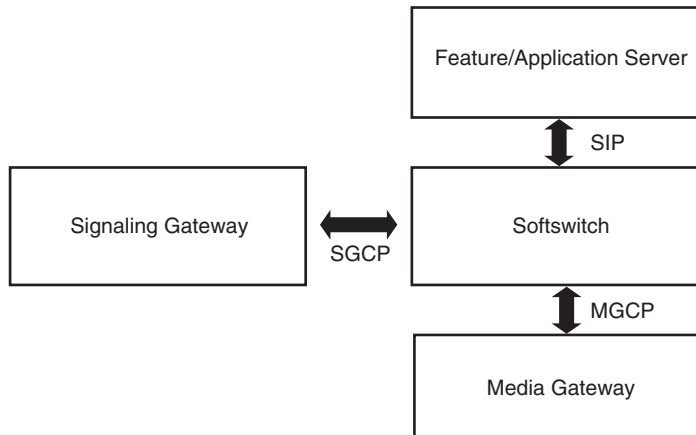 Feature/Application Server
SIP
Signaling Gateway
SGCP
Softswitch
MGCP
Media Gateway